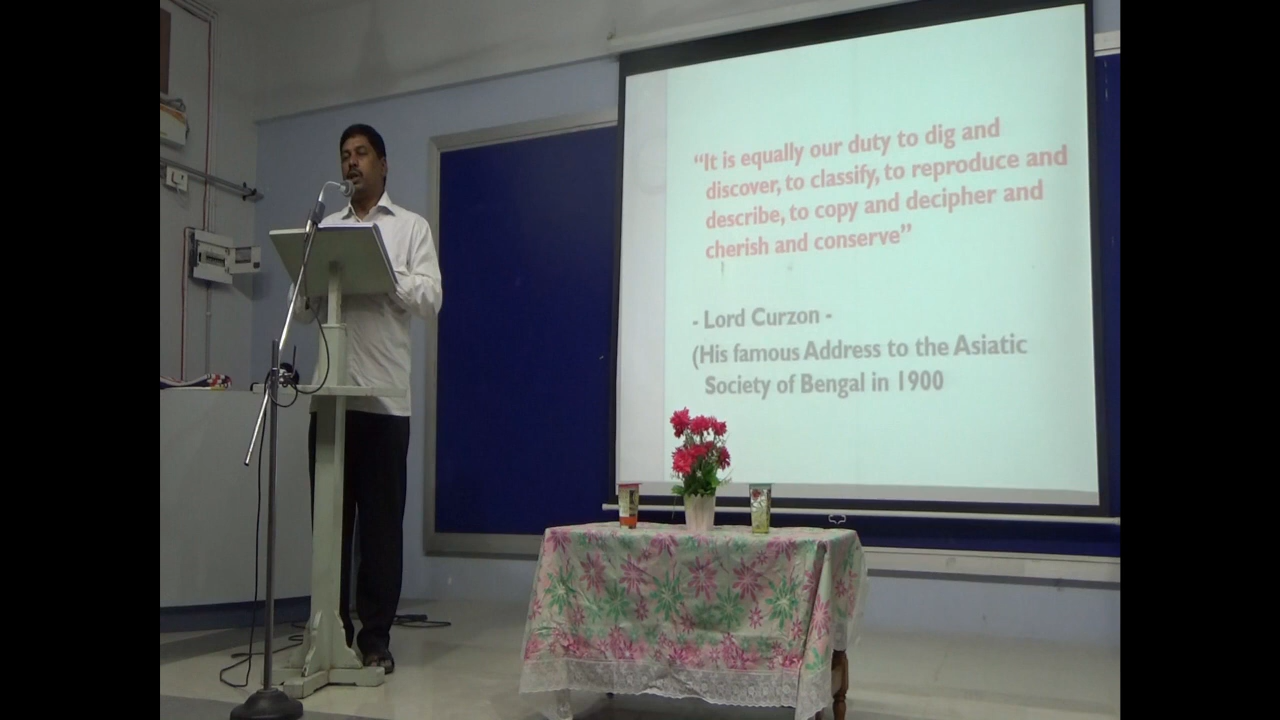 “It is equally our duty to dig and
discover, to classify, to reproduce and
describe, to copy and decipher and
cherish and conserve”
- Lord Curzon -
(His famous Address to the Asiatic
Society of Bengal in 1900